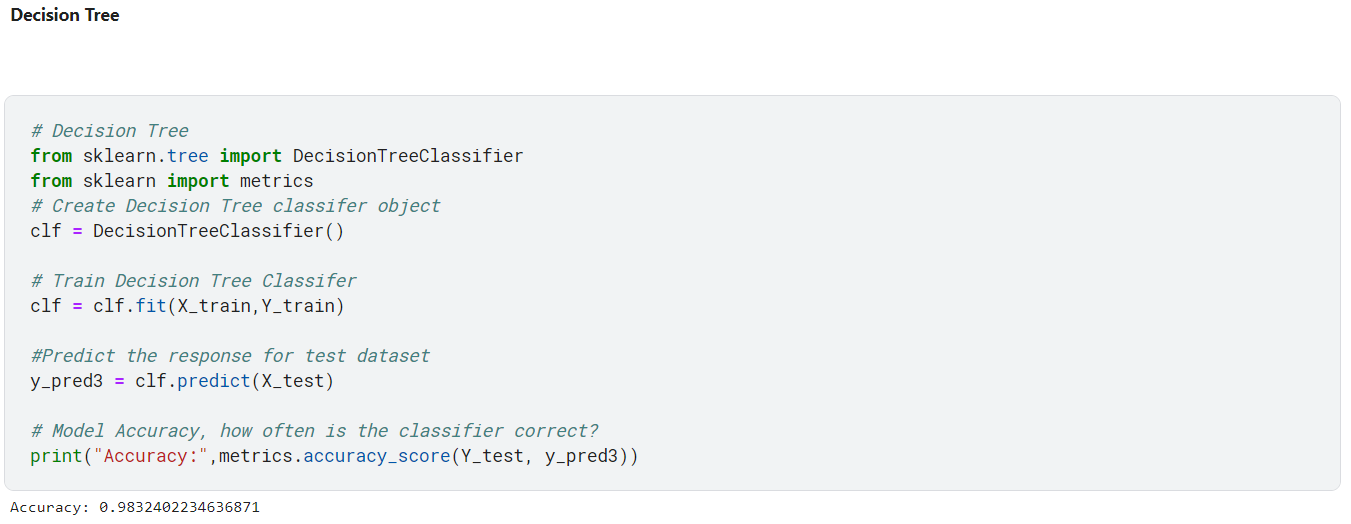 Decision Tree
# Decision Tree
from sklearn.tree import DecisionTreeClassifier
from sklearn import metrics
# Create Decision Tree classifer object
clf = DecisionTreeClassifier()
# Train Decision Tree Classifer
clf = clf.fit(X_train,Y_train)
#Predict the response for test dataset
y_pred3 = clf.predict(X_test)
# Model Accuracy, how often is the classifier correct?
print("Accuracy:",metrics.accuracy_score(Y_test, y_pred3))
Accuracy: 0.9832402234636871